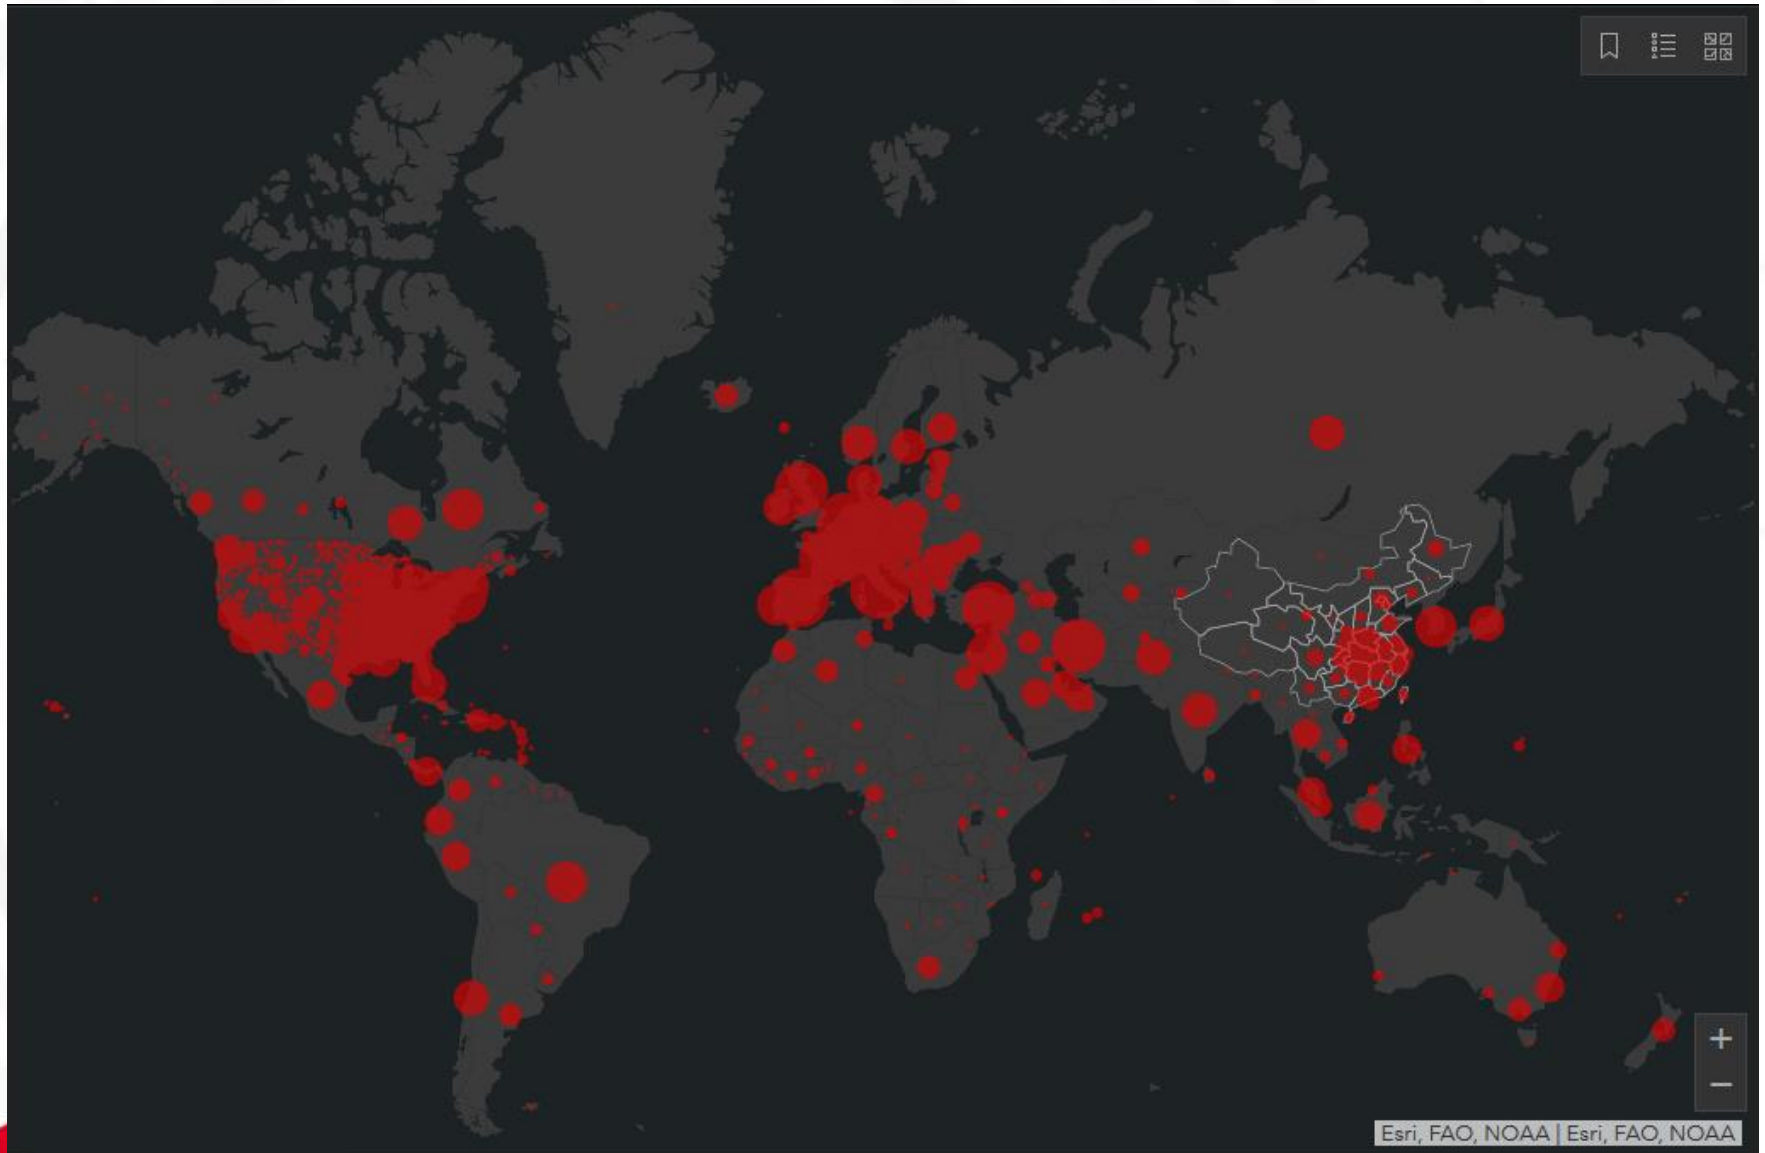 +
−
Esri, FAO, NOAA | Esri, FAO, NOAA